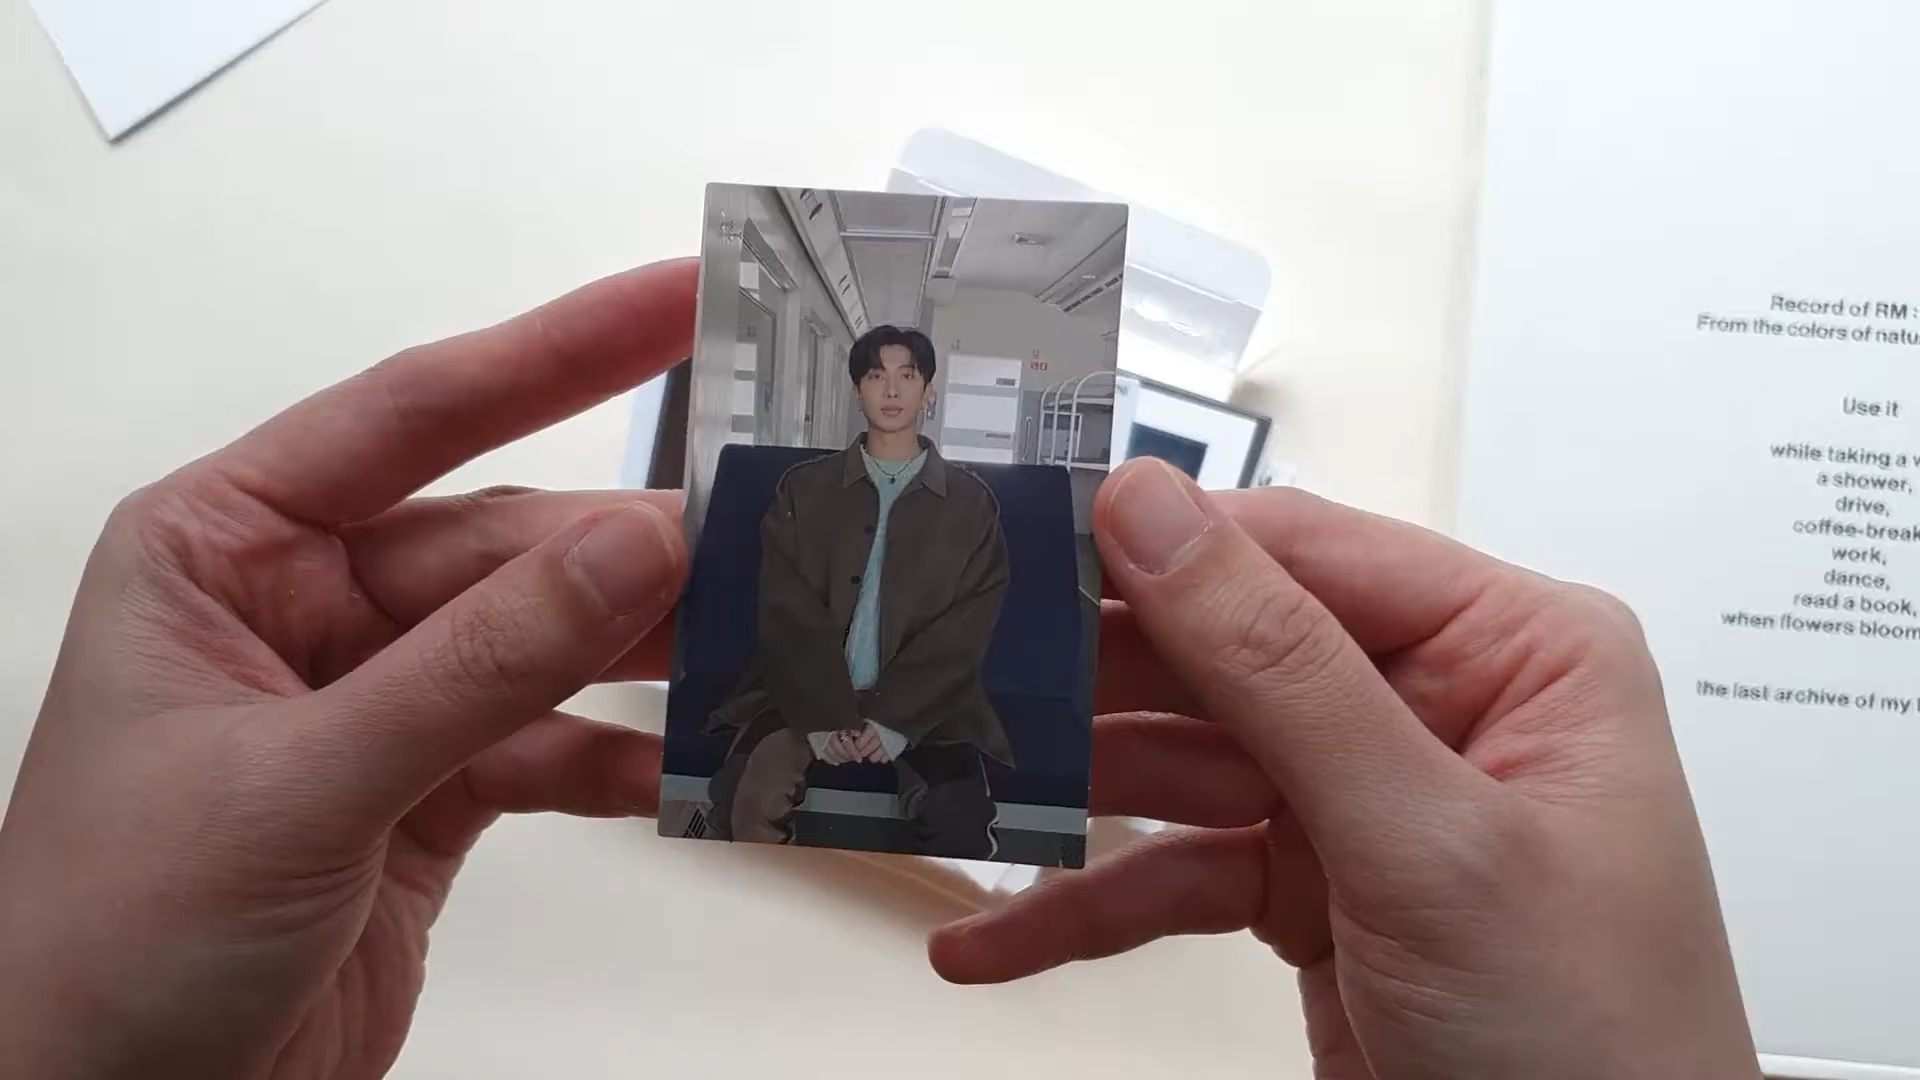 Record of RM :
From the colors of natu
Use it
while taking a w
a shower,
drive,
coffee-break
work,
dance,
read a book,
when flowers bloom
the last archive of my